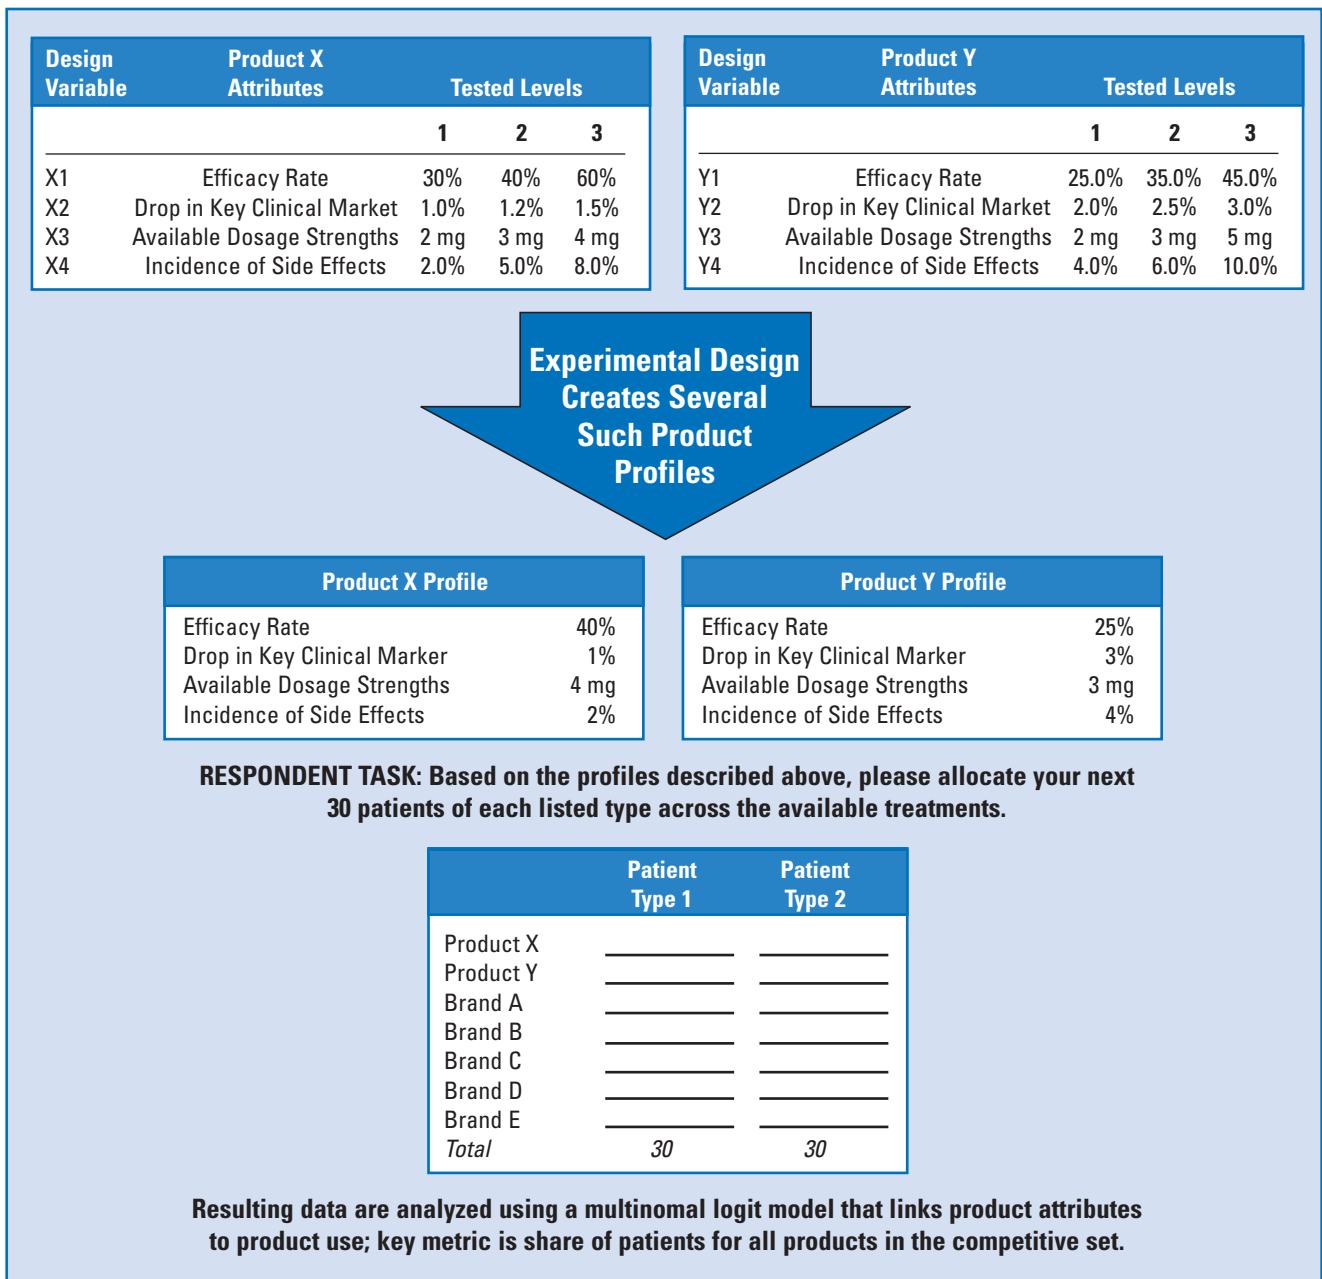 Design Variable Product X Attributes Tested Levels
1 2 3
X1 Efficacy Rate 30% 40% 60%
X2 Drop in Key Clinical Market 1.0% 1.2% 1.5%
X3 Available Dosage Strengths 2 mg 3 mg 4 mg
X4 Incidence of Side Effects 2.0% 5.0% 8.0%
Design Variable Product Y Attributes Tested Levels
1 2 3
Y1 Efficacy Rate 25.0% 35.0% 45.0%
Y2 Drop in Key Clinical Market 2.0% 2.5% 3.0%
Y3 Available Dosage Strengths 2 mg 3 mg 5 mg
Y4 Incidence of Side Effects 4.0% 6.0% 10.0%
Experimental Design
Creates Several
Such Product
Profiles
Product X Profile
Efficacy Rate 40%
Drop in Key Clinical Marker 1%
Available Dosage Strengths 4 mg
Incidence of Side Effects 2%
Product Y Profile
Efficacy Rate 25%
Drop in Key Clinical Marker 3%
Available Dosage Strengths 3 mg
Incidence of Side Effects 4%
RESPONDENT TASK: Based on the profiles described above, please allocate your next
30 patients of each listed type across the available treatments.
Patient Patient
Type 1 Type 2
Product X
Product Y
Brand A
Brand B
Brand C
Brand D
Brand E
Total 30 30
Resulting data are analyzed using a multinomal logit model that links product attributes
to product use; key metric is share of patients for all products in the competitive set.